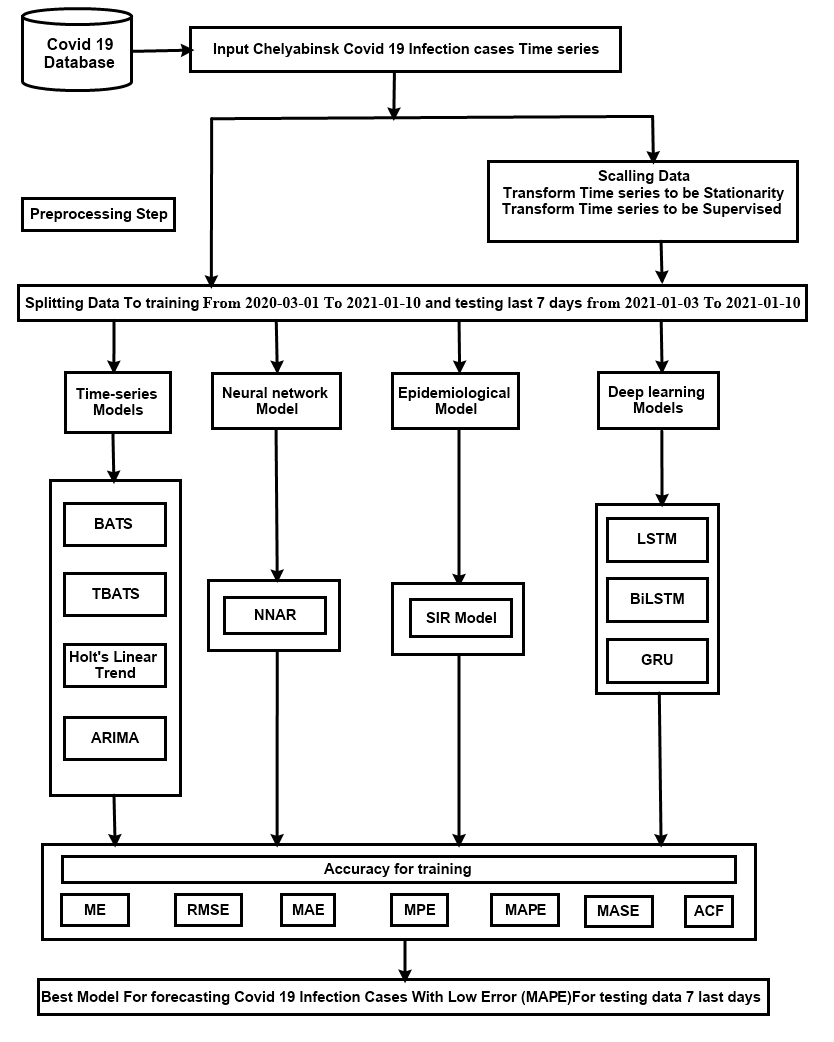 Covid 19
Database
Input Chelyabinsk Covid 19 Infection cases Time series
Scalling Data
Transform Time series to be Stationarity
Transform Time series to be Supervised
Preprocessing Step
Splitting Data To training From 2020-03-01 To 2021-01-10 and testing last 7 days from 2021-01-03 To 2021-01-10
Time-series
Models
Neural network
Model
Epidemiological
Model
Deep learning
Models
BATS
TBATS
Holt's Linear
Trend
ARIMA
NNAR
SIR Model
LSTM
BiLSTM
GRU
Accuracy for training
ME
RMSE
MAE
MPE
MAPE
MASE
ACF
Best Model For forecasting Covid 19 Infection Cases With Low Error (MAPE)For testing data 7 last days